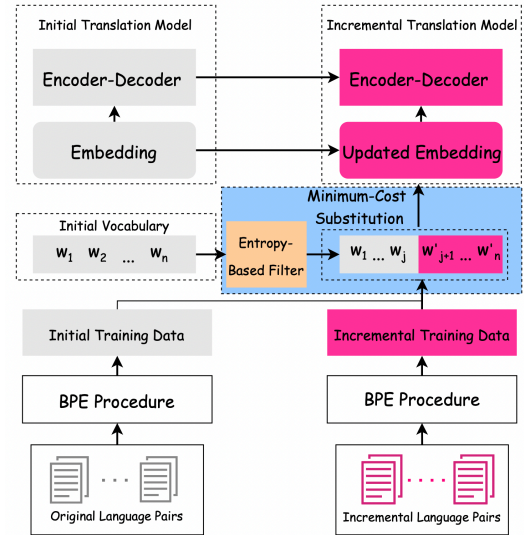 Initial Translation Model
Incremental Translation Model
Encoder-Decoder
Encoder-Decoder
Embedding
Updated Embedding
Minimum-Cost
Substitution
Initial Vocabulary
w1 w2 ... wn
Entropy-
Based Filter
w1 ... wj w'j+1 ... w'n
Initial Training Data
Incremental Training Data
BPE Procedure
BPE Procedure
Original Language Pairs
Incremental Language Pairs